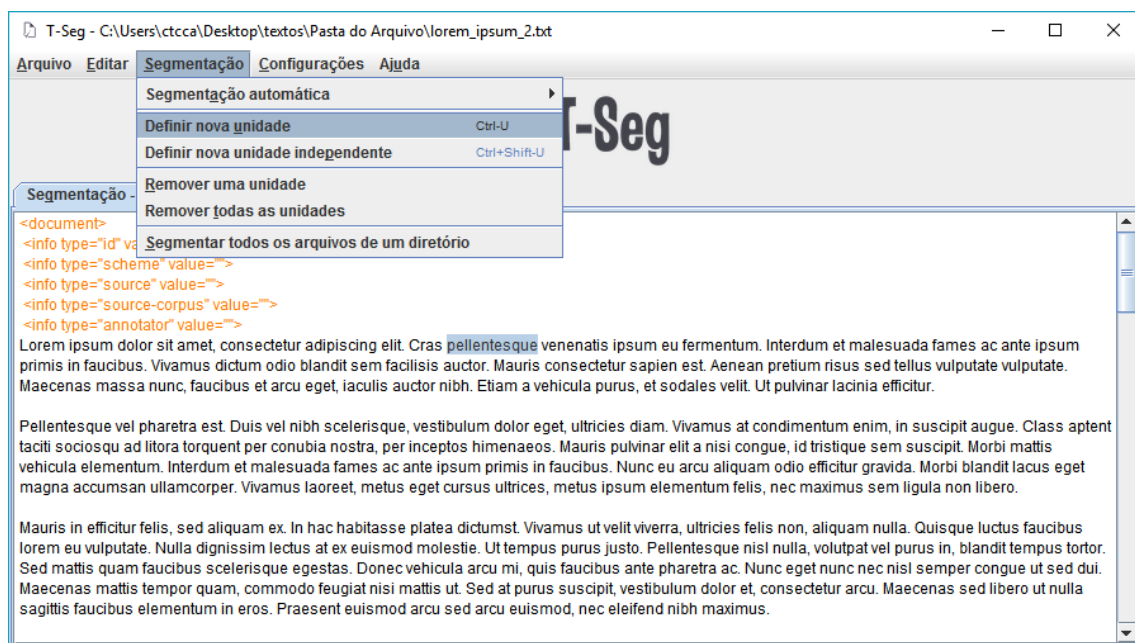 T-Seg - C:\Users\ctcca\Desktop\textos\Pasta do Arquivo\lorem_ipsum_2.txt
Arquivo Editar Segmentação Configurações Ajuda
Segmentação automática
Definir nova unidade Ctrl-U
Definir nova unidade independente Ctrl+Shift-U
Remover uma unidade
Remover todas as unidades
Segmentar todos os arquivos de um diretório
T-Seg
Segmentação -
<document>
<info type="id" va
<info type="scheme" value="">
<info type="source" value="">
<info type="source-corpus" value="">
<info type="annotator" value="">
Lorem ipsum dolor sit amet, consectetur adipiscing elit. Cras pellentesque venenatis ipsum eu fermentum. Interdum et malesuada fames ac ante ipsum
primis in faucibus. Vivamus dictum odio blandit sem facilisis auctor. Mauris consectetur sapien est. Aenean pretium risus sed tellus vulputate vulputate.
Maecenas massa nunc, faucibus et arcu eget, iaculis auctor nibh. Etiam a vehicula purus, et sodales velit. Ut pulvinar lacinia efficitur.
Pellentesque vel pharetra est. Duis vel nibh scelerisque, vestibulum dolor eget, ultricies diam. Vivamus at condimentum enim, in suscipit augue. Class aptent
taciti sociosqu ad litora torquent per conubia nostra, per inceptos himenaeos. Mauris pulvinar elit a nisi congue, id tristique sem suscipit. Morbi mattis
vehicula elementum. Interdum et malesuada fames ac ante ipsum primis in faucibus. Nunc eu arcu aliquam odio efficitur gravida. Morbi blandit lacus eget
magna accumsan ullamcorper. Vivamus laoreet, metus eget cursus ultrices, metus ipsum elementum felis, nec maximus sem ligula non libero.
Mauris in efficitur felis, sed aliquam ex. In hac habitasse platea dictumst. Vivamus ut velit viverra, ultricies felis non, aliquam nulla. Quisque luctus faucibus
lorem eu vulputate. Nulla dignissim lectus at ex euismod molestie. Ut tempus purus justo. Pellentesque nisl nulla, volutpat vel purus in, blandit tempus tortor.
Sed mattis quam faucibus scelerisque egestas. Donec vehicula arcu mi, quis faucibus ante pharetra ac. Nunc eget nunc nec nisl semper congue ut sed dui.
Maecenas mattis tempor quam, commodo feugiat nisi mattis ut. Sed at purus suscipit, vestibulum dolor et, consectetur arcu. Maecenas sed libero ut nulla
sagittis faucibus elementum in eros. Praesent euismod arcu sed arcu euismod, nec eleifend nibh maximus.